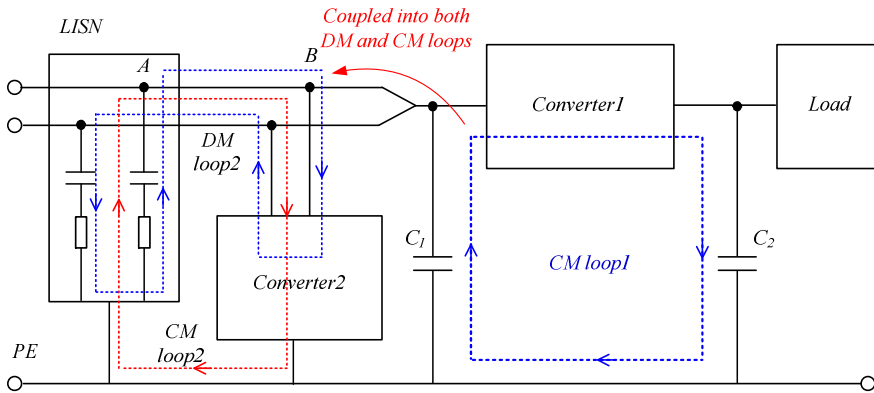 LISN
Coupled into both
DM and CM loops
A
B
Converter1
Load
DM
loop2
C1
CM loop1
C2
Converter2
CM
loop2
PE